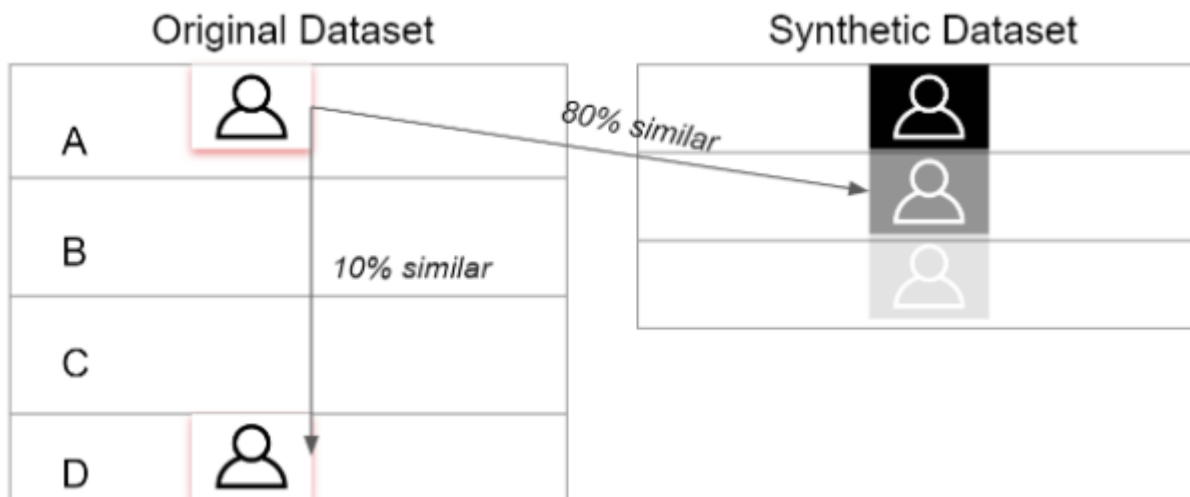 Original Dataset
Synthetic Dataset
A
80% similar
B
10% similar
C
D